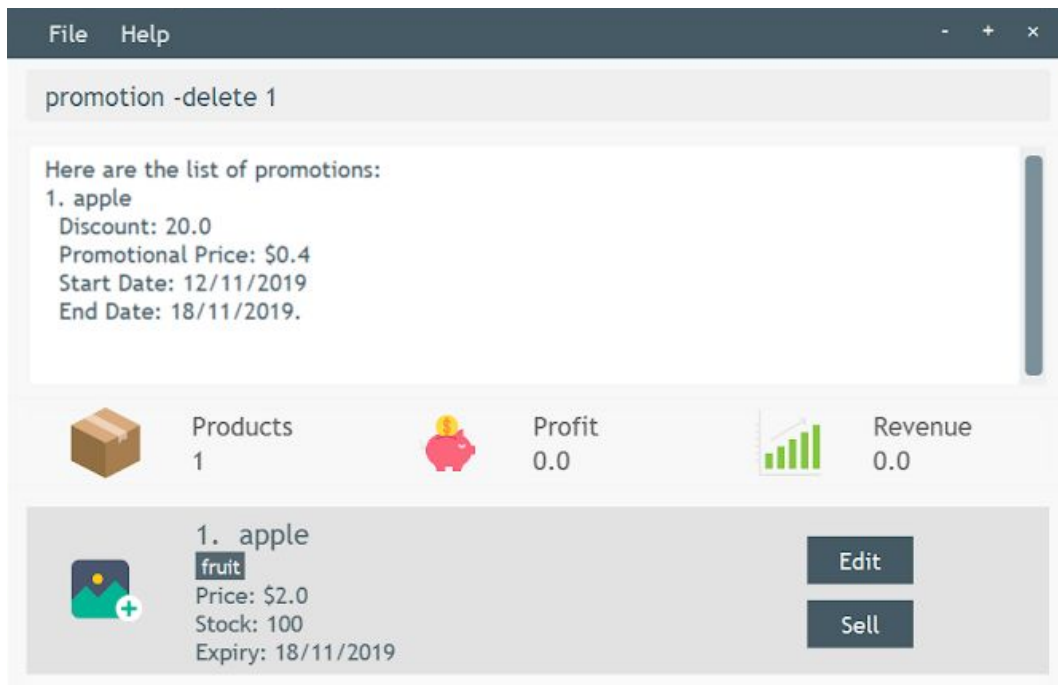 File Help - + ×
promotion -delete 1
Here are the list of promotions:
1. apple
Discount: 20.0
Promotional Price: $0.4
Start Date: 12/11/2019
End Date: 18/11/2019.
Products
1
Profit
0.0
Revenue
0.0
1. apple
fruit
Price: $2.0
Stock: 100
Expiry: 18/11/2019
Edit
Sell